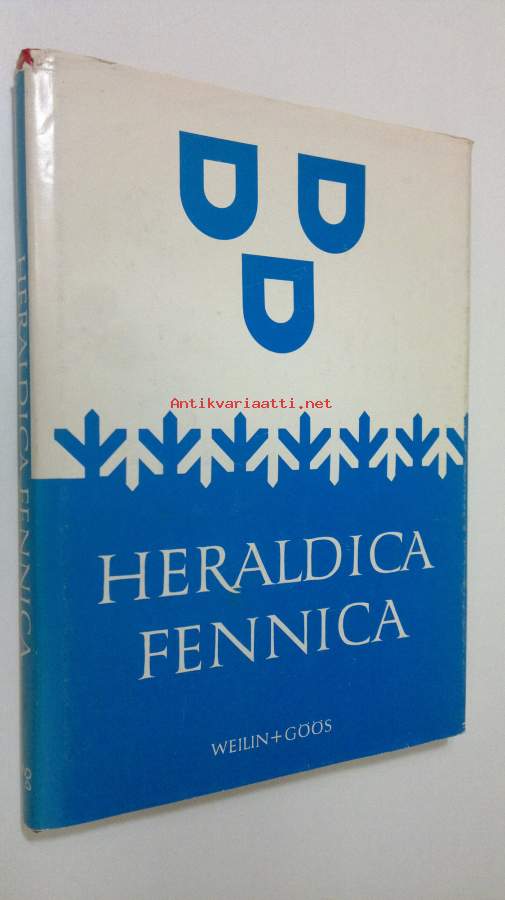 Antikvariaatti.net
HERALDICA
FENNICA
WEILIN+GÖÖS
HERALDICA FENNICA